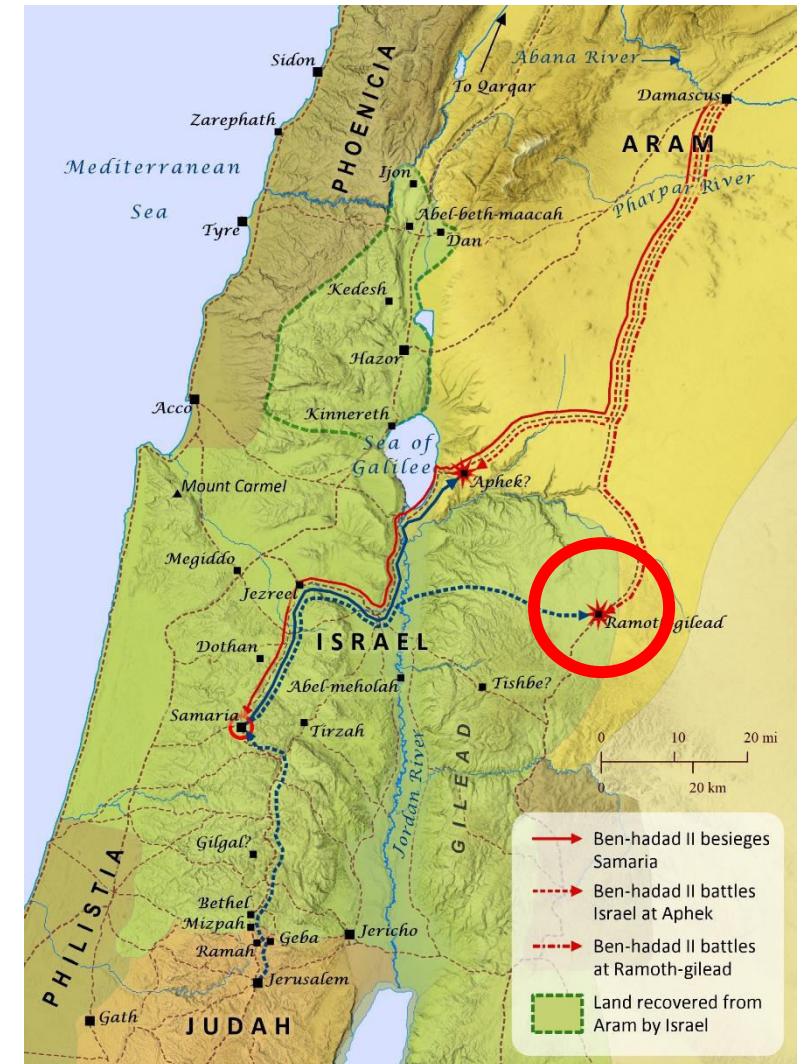 Sidon
PHOENICIA
To Qarqar
Abana River
Damascus
Zarephath
ARAM
Mediterranean
Sea
Ijon
Pharpar River
Abel-beth-maacah
Tyre
Dan
Kedesh
Hazor
Acco
Kinnereth
Sea of
Galilee
Aphek?
Mount Carmel
Megiddo
Jezreel
Ramoth-gilead
ISRAEL
Dothan
Abel-meholah
Tishbe?
Samaria
Tirzah
GILEAD
Jordan River
0 10 20 mi
0 20 km
Gilgal?
PHILISTIA
Bethel
Mizpah
Ramah
Geba
Jericho
Jerusalem
Gath
JUDAH
Ben-hadad II besieges
Samaria
Ben-hadad II battles
Israel at Aphek
Ben-hadad II battles
at Ramoth-gilead
Land recovered from
Aram by Israel